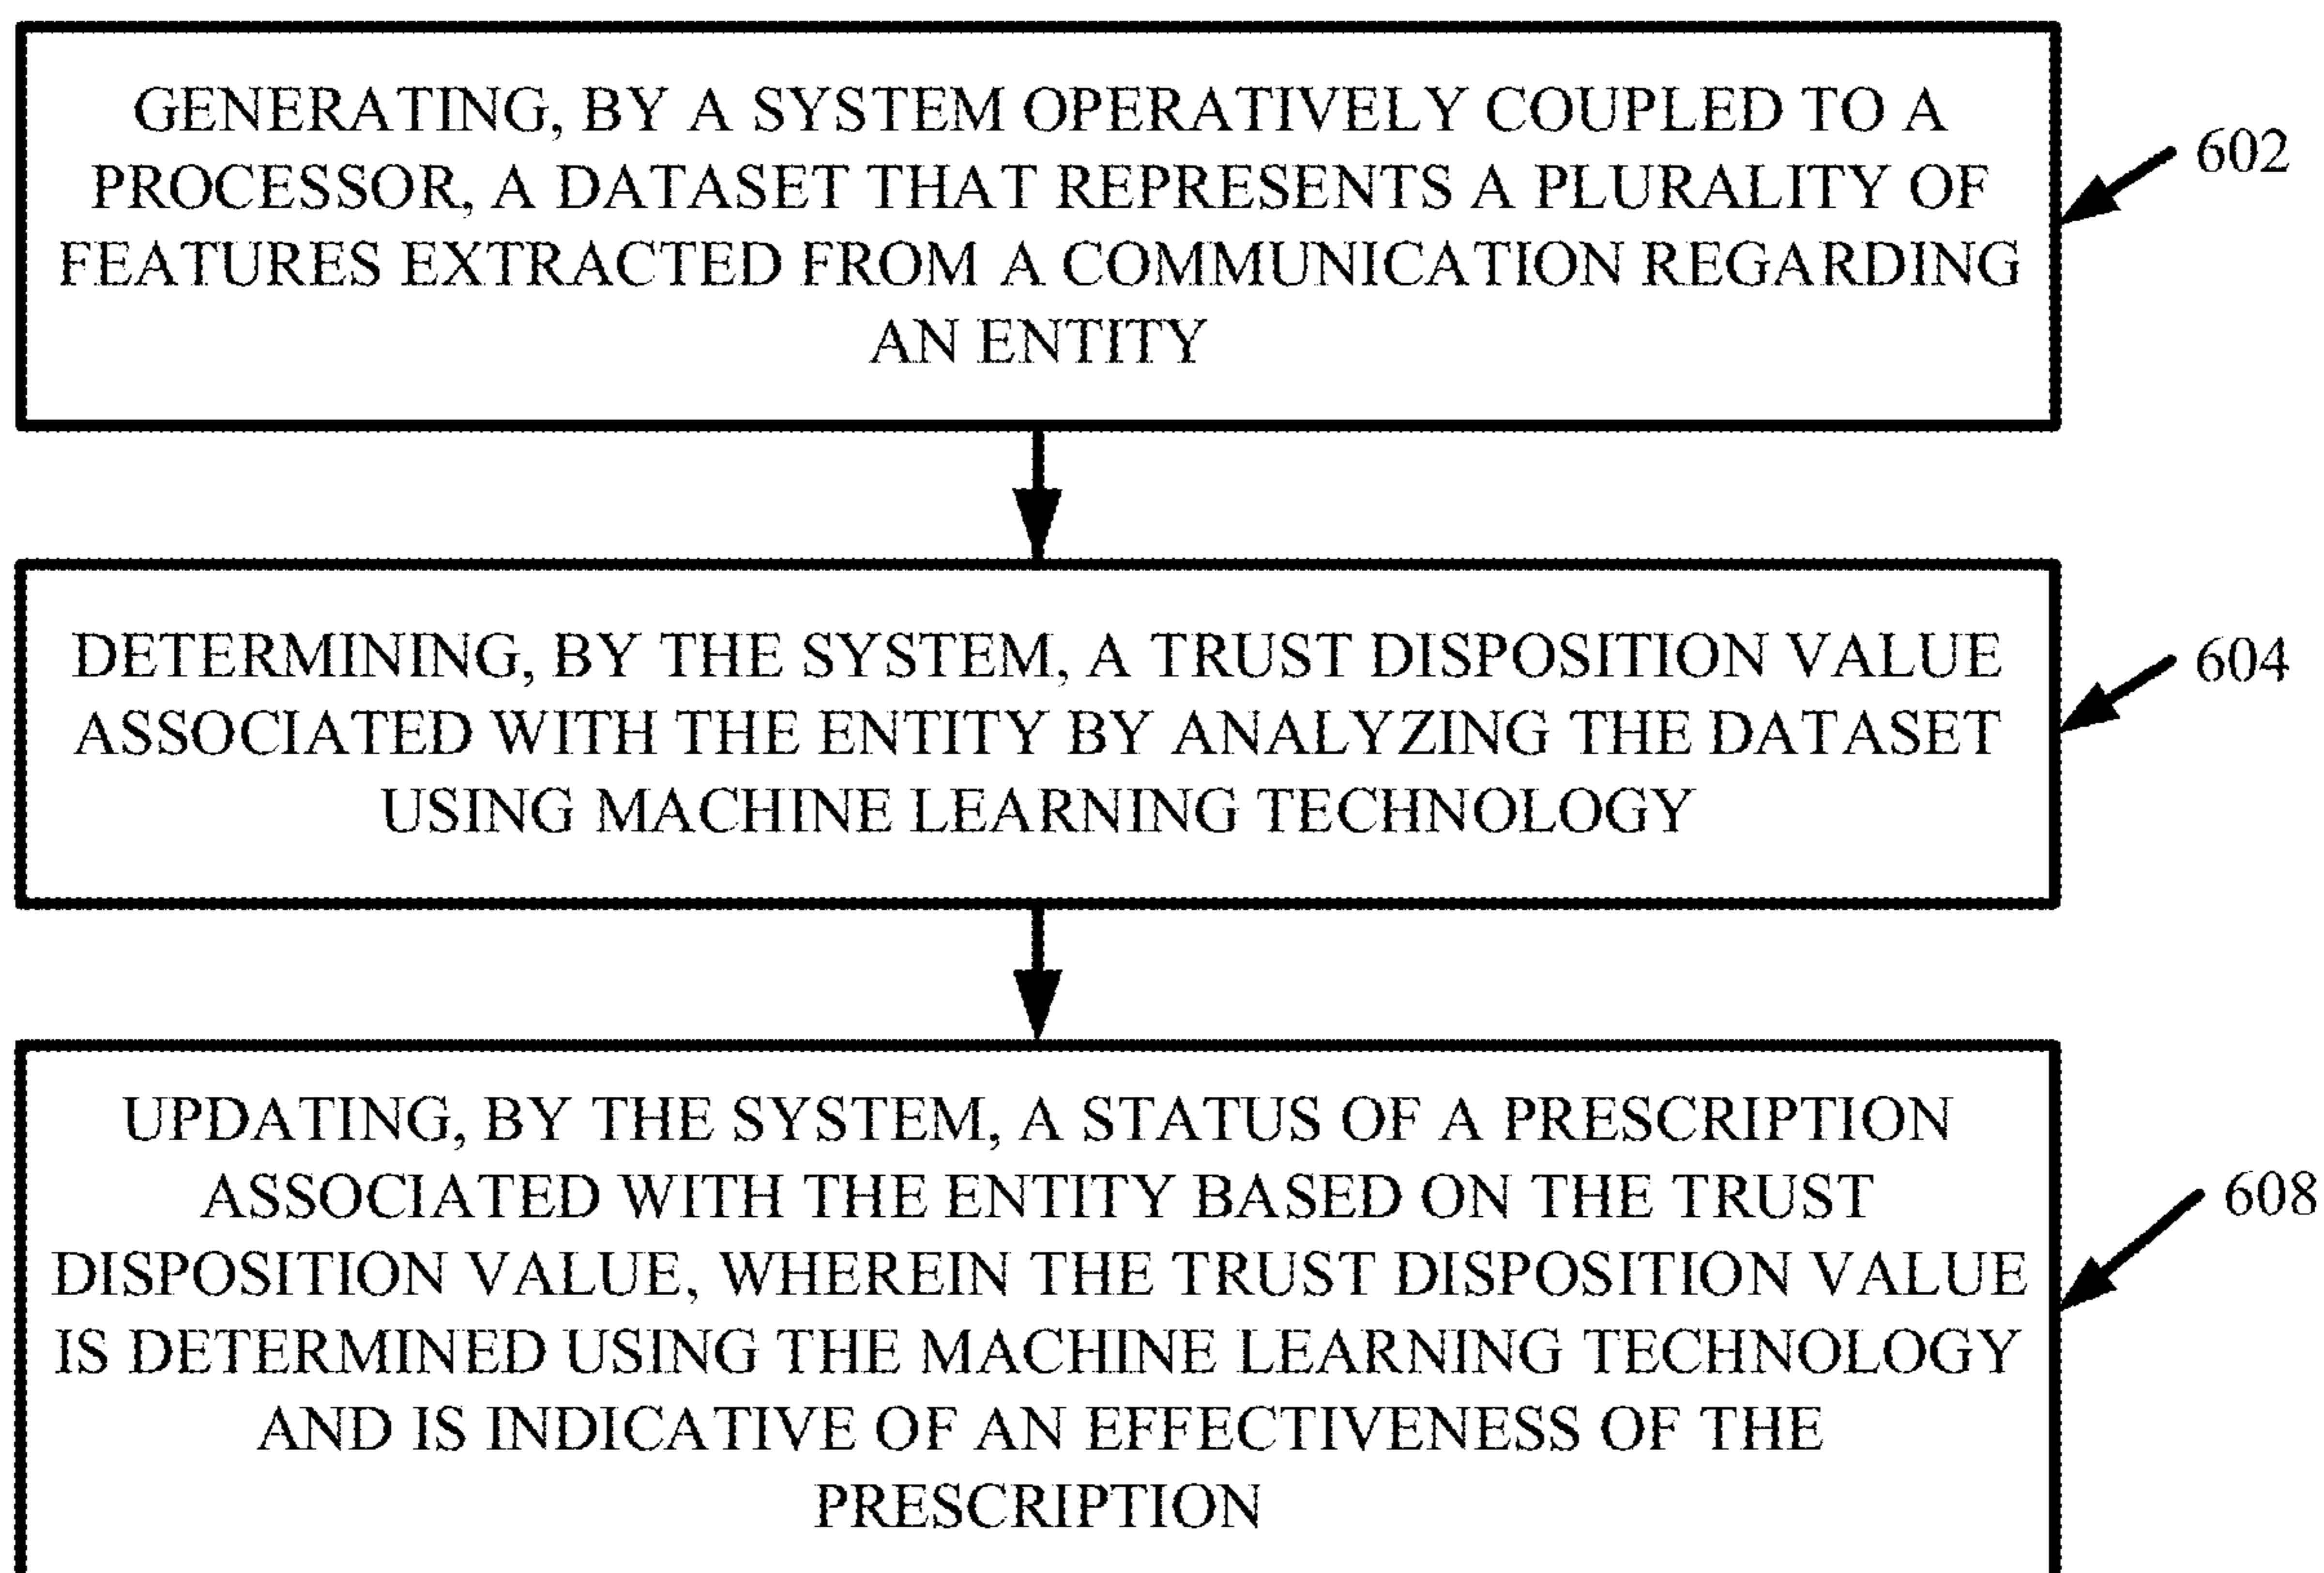 GENERATING, BY A SYSTEM OPERATIVELY COUPLED TO A
PROCESSOR, A DATASET THAT REPRESENTS A PLURALITY OF
FEATURES EXTRACTED FROM A COMMUNICATION REGARDING
AN ENTITY
602
DETERMINING, BY THE SYSTEM, A TRUST DISPOSITION VALUE
ASSOCIATED WITH THE ENTITY BY ANALYZING THE DATASET
USING MACHINE LEARNING TECHNOLOGY
604
UPDATING, BY THE SYSTEM, A STATUS OF A PRESCRIPTION
ASSOCIATED WITH THE ENTITY BASED ON THE TRUST
DISPOSITION VALUE, WHEREIN THE TRUST DISPOSITION VALUE
IS DETERMINED USING THE MACHINE LEARNING TECHNOLOGY
AND IS INDICATIVE OF AN EFFECTIVENESS OF THE
PRESCRIPTION
608